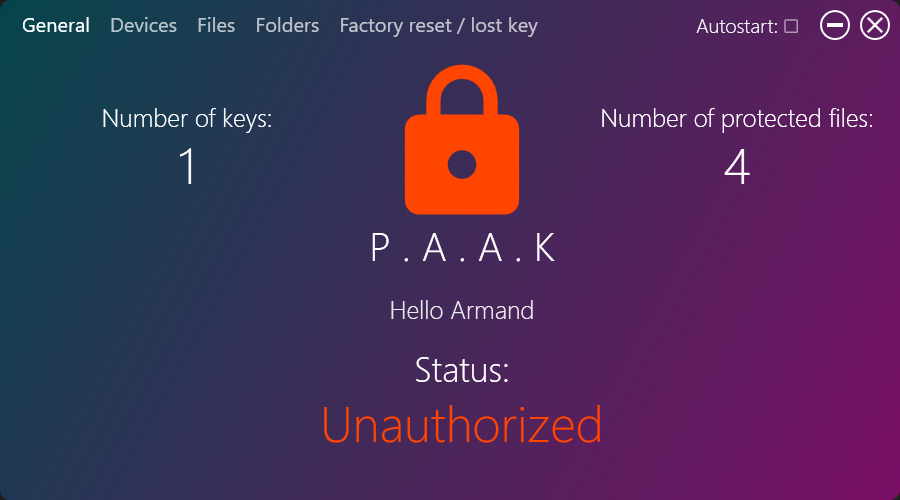 General Devices Files Folders Factory reset / lost key Autostart:
Number of keys:
1
Number of protected files:
4
P . A . A . K
Hello Armand
Status:
Unauthorized